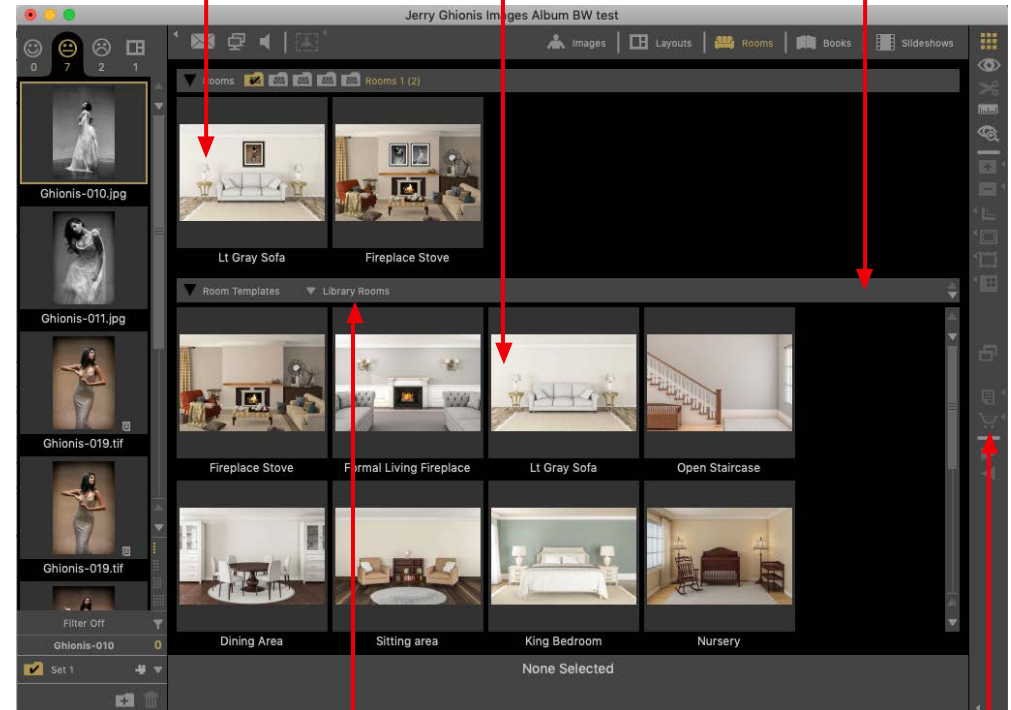 Jerry Ghionis Images Album BW test
Images
Layouts
Rooms
Books
Slideshows
0
7
2
1
Rooms
Rooms 1 (2)
Ghionis-010.jpg
Lt Gray Sofa
Fireplace Stove
Room Templates
Library Rooms
Ghionis-011.jpg
Ghionis-019.tif
Fireplace Stove
Formal Living Fireplace
Lt Gray Sofa
Open Staircase
Ghionis-019.tif
Filter Off
Dining Area
Sitting area
King Bedroom
Nursery
Ghionis-010
0
Set 1
None Selected